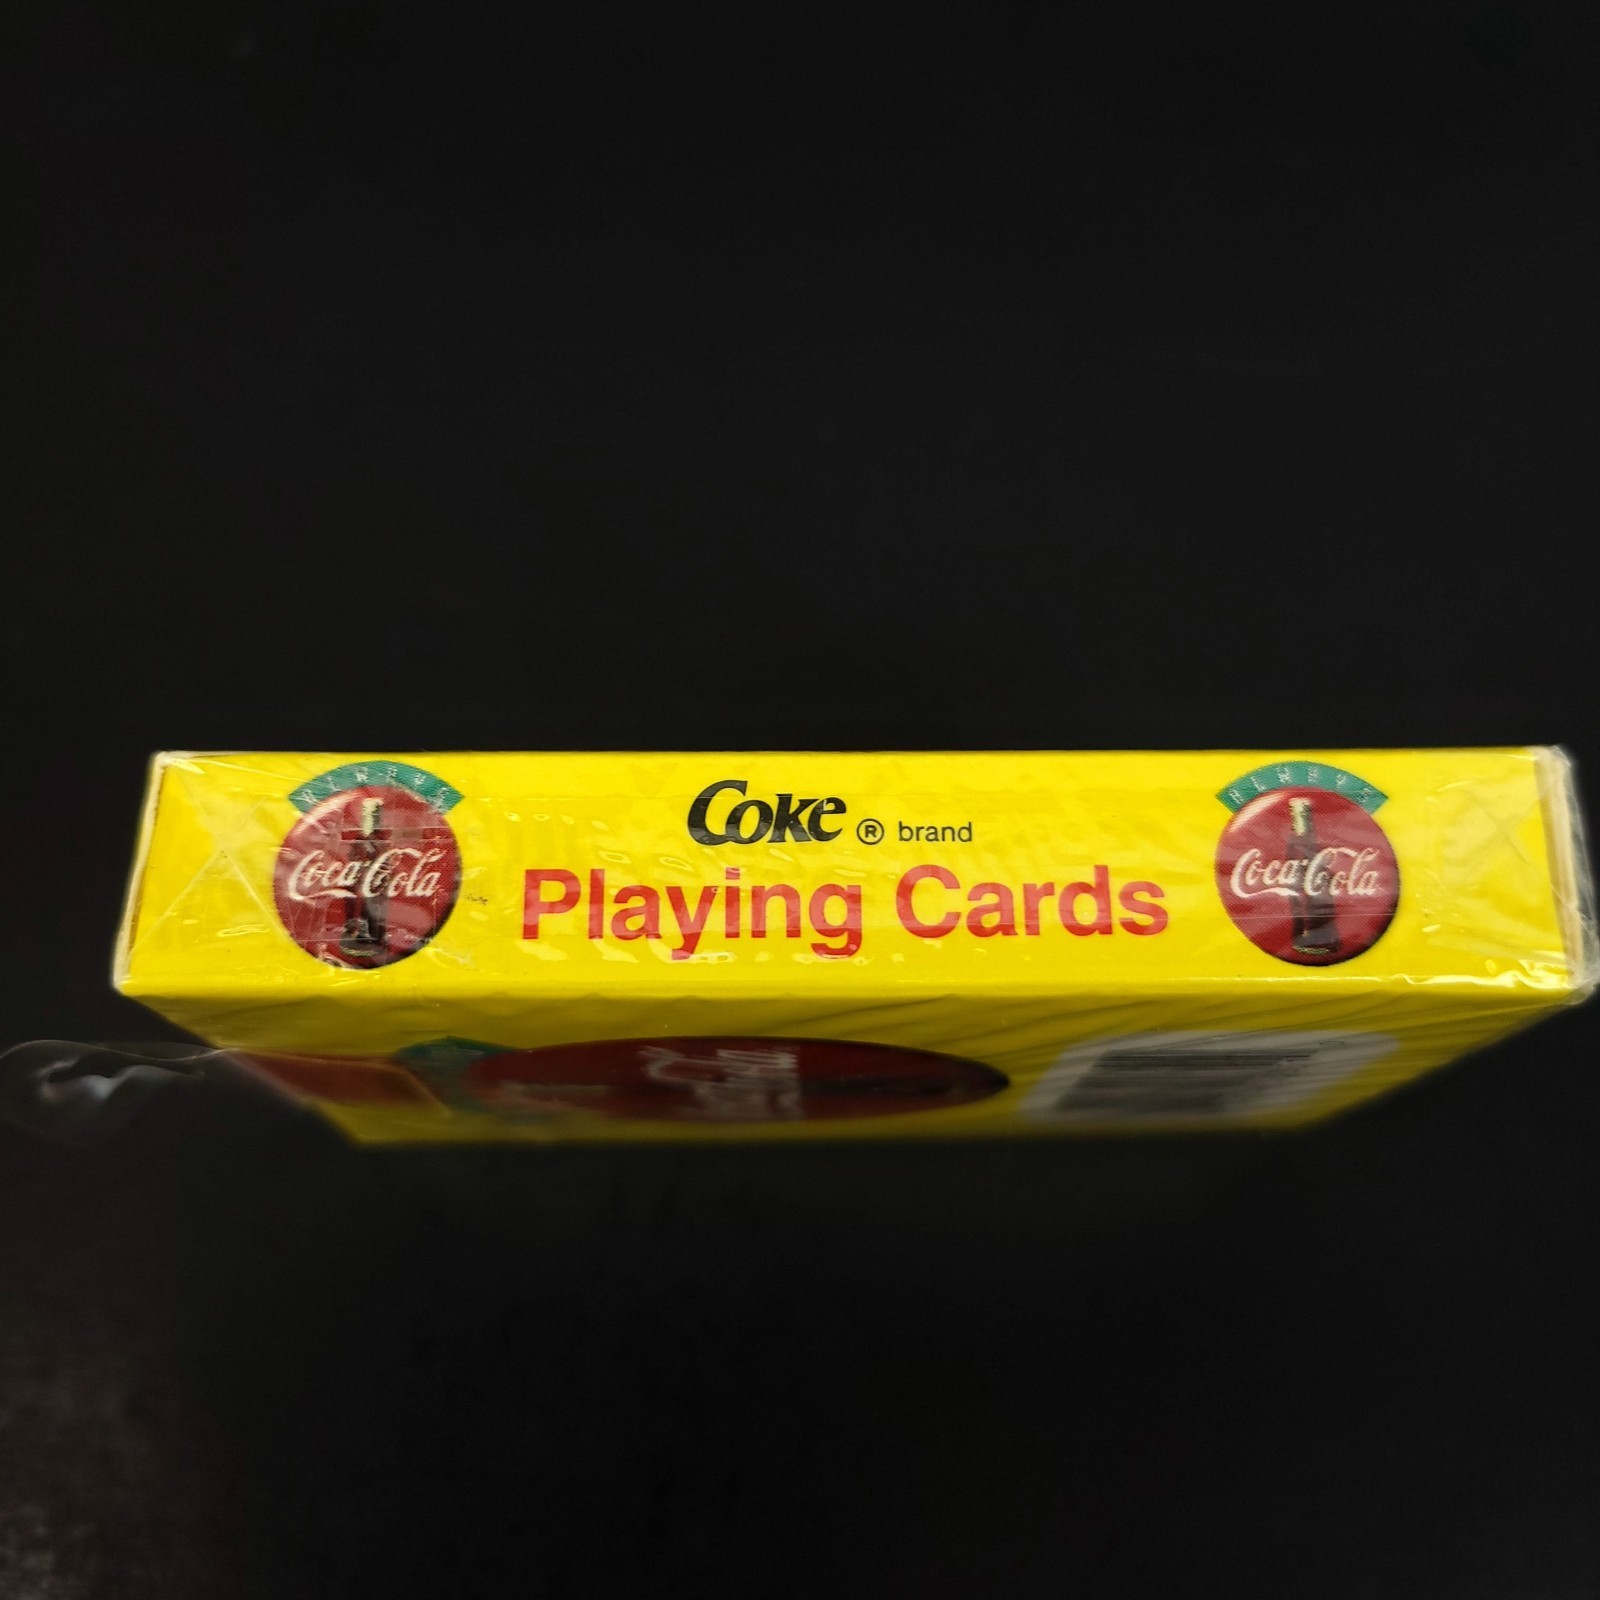 Coke ® brand
Playing Cards
Coca-Cola
Coca-Cola